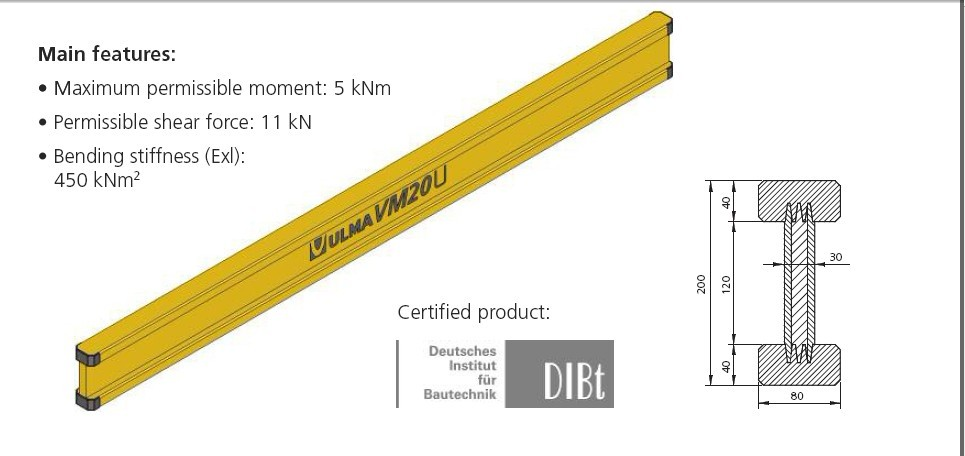 Main features:
• Maximum permissible moment: 5 kNm
• Permissible shear force: 11 kN
• Bending stiffness (ExI):
450 kNm²
ULMA VM20U
Certified product:
Deutsches
Institut
für
Bautechnik
DIBt
40
30
200
120
40
80